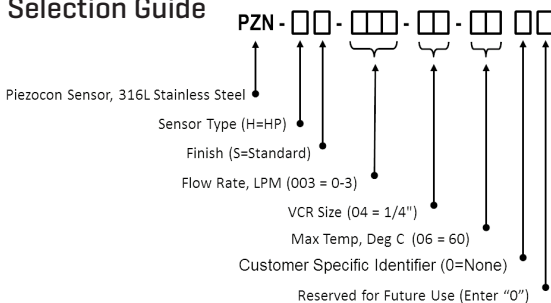 Selection Guide
PZN - □□ - □□□ - □□ - □□ □□
Piezocon Sensor, 316L Stainless Steel
Sensor Type (H=HP)
Finish (S=Standard)
Flow Rate, LPM (003 = 0-3)
VCR Size (04 = 1/4")
Max Temp, Deg C (06 = 60)
Customer Specific Identifier (0=None)
Reserved for Future Use (Enter “0”)